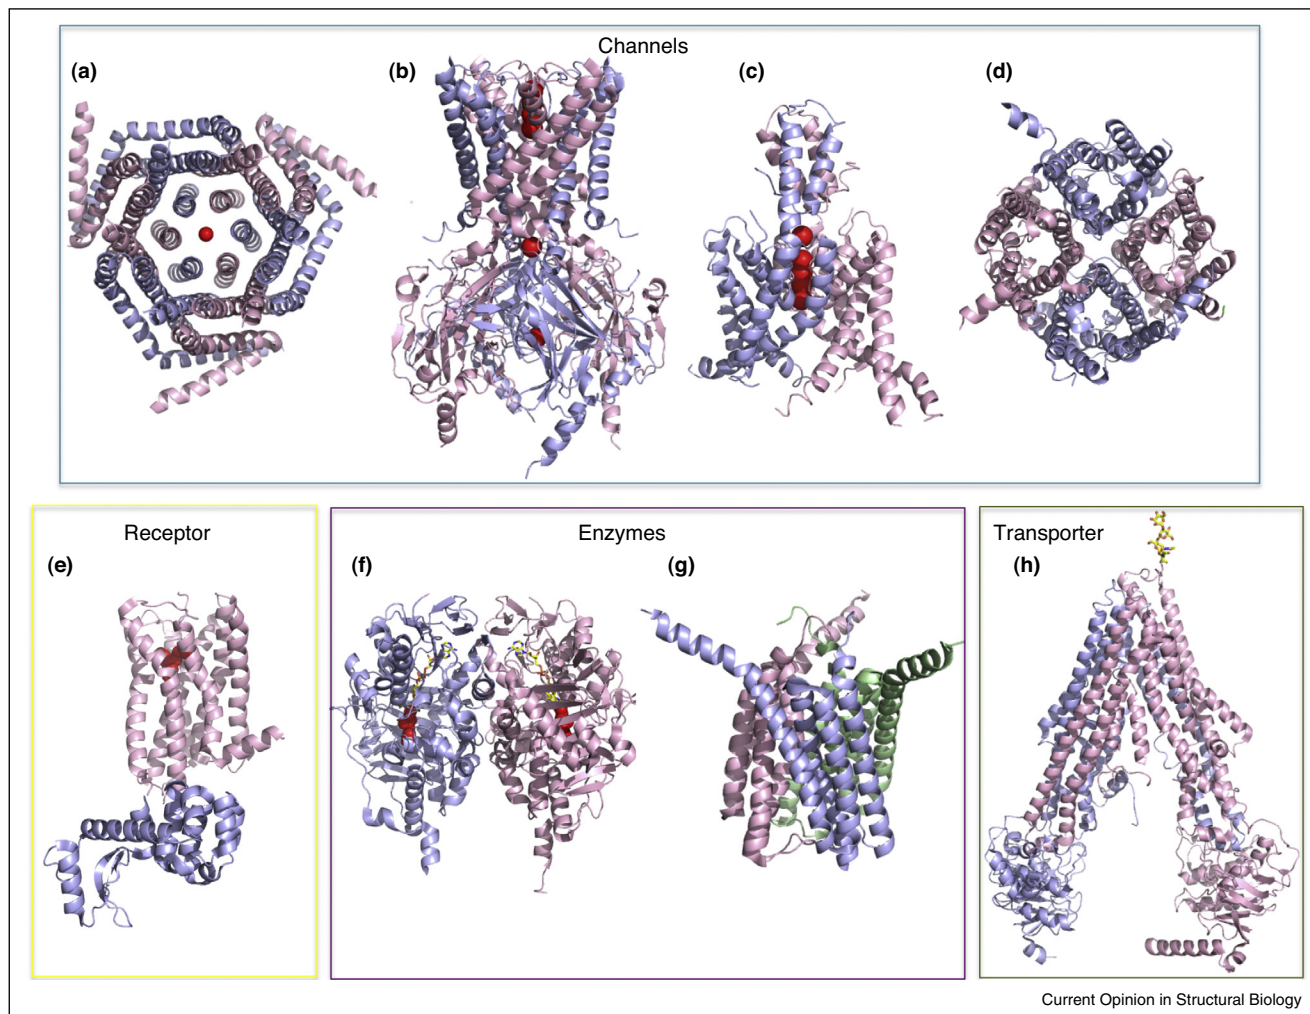 Channels
(a)
(b)
(c)
(d)
Receptor
Enzymes
Transporter
(e)
(f)
(g)
(h)
Current Opinion in Structural Biology